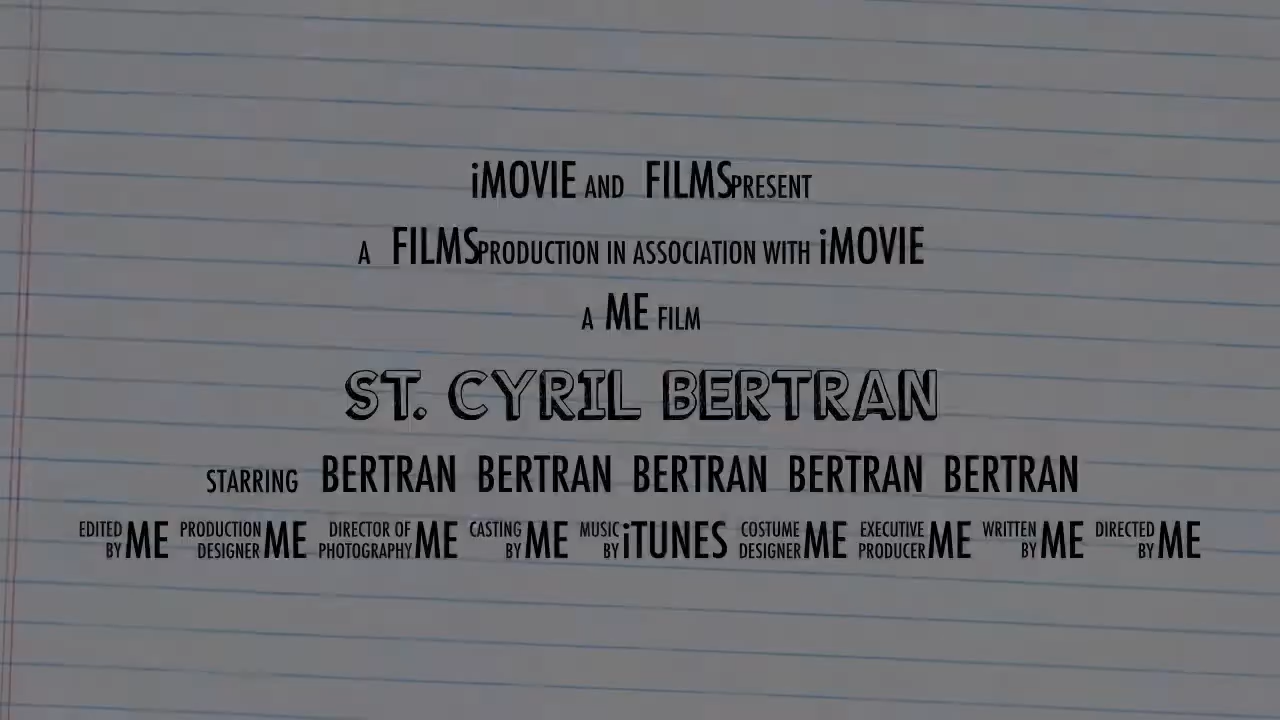 iMOVIE AND FILMS PRESENT
A FILMS PRODUCTION IN ASSOCIATION WITH iMOVIE
A ME FILM
ST. CYRIL BERTRAN
STARRING BERTRAN BERTRAN BERTRAN BERTRAN BERTRAN
EDITED BY ME PRODUCTION DESIGNER ME DIRECTOR OF PHOTOGRAPHY ME CASTING BY ME MUSIC BY iTUNES COSTUME DESIGNER ME EXECUTIVE PRODUCER ME WRITTEN BY ME DIRECTED BY ME